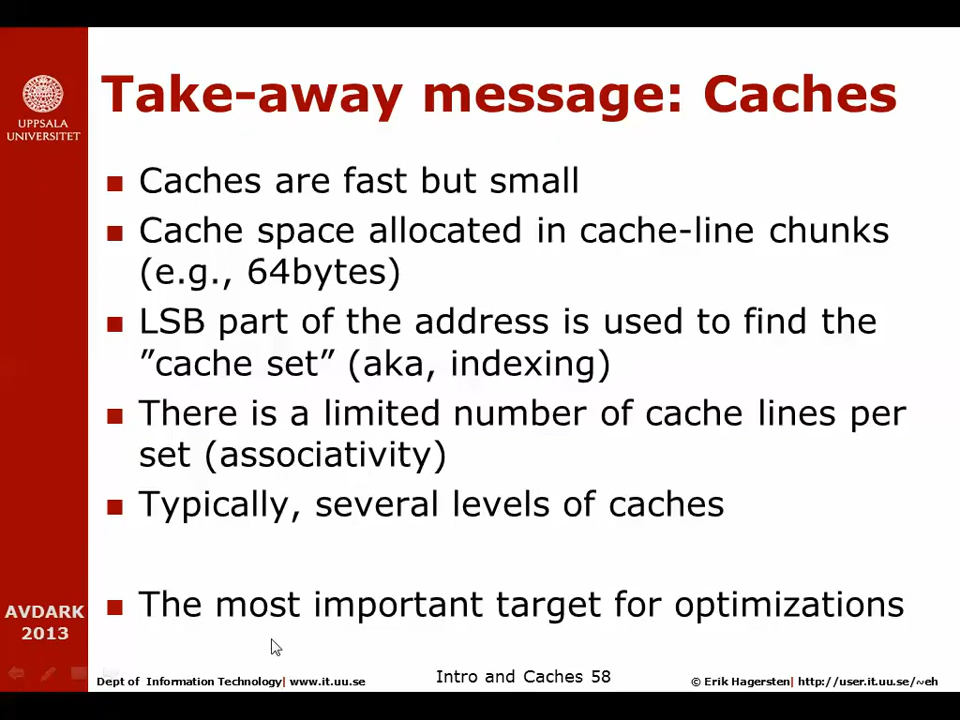 Take-away message: Caches
UPPSALA
UNIVERSITET
Caches are fast but small
Cache space allocated in cache-line chunks
(e.g., 64bytes)
LSB part of the address is used to find the
”cache set” (aka, indexing)
There is a limited number of cache lines per
set (associativity)
Typically, several levels of caches
The most important target for optimizations
AVDARK
2013
Dept of Information Technology| www.it.uu.se
Intro and Caches 58
© Erik Hagersten| http://user.it.uu.se/~eh